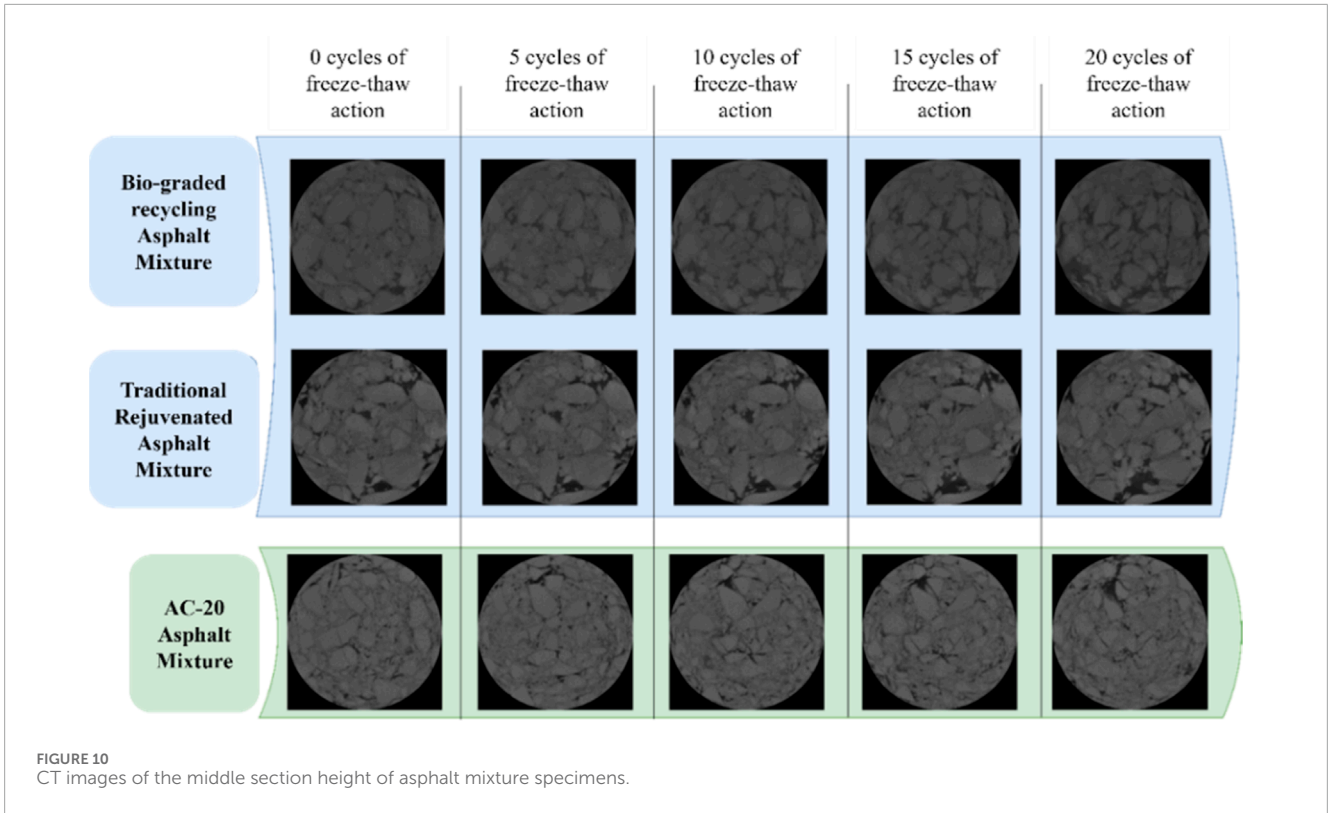 0 cycles of
freeze-thaw
action
5 cycles of
freeze-thaw
action
10 cycles of
freeze-thaw
action
15 cycles of
freeze-thaw
action
20 cycles of
freeze-thaw
action
Bio-graded
recycling
Asphalt
Mixture
Traditional
Rejuvenated
Asphalt
Mixture
AC-20
Asphalt
Mixture
FIGURE 10
CT images of the middle section height of asphalt mixture specimens.